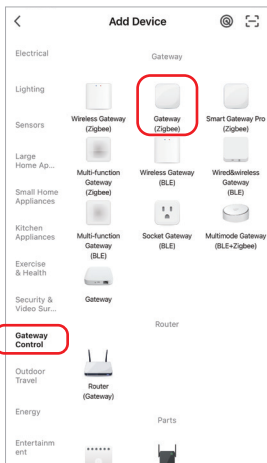 Add Device
Electrical
Lighting
Sensors
Large
Home Ap...
Small Home
Appliances
Kitchen
Appliances
Exercise
& Health
Security &
Video Sur...
Gateway
Control
Outdoor
Travel
Energy
Entertainm
ent
Gateway
Wireless Gateway
(Zigbee)
Gateway
(Zigbee)
Smart Gateway Pro
(Zigbee)
Multi-function
Gateway
(Zigbee)
Wireless Gateway
(BLE)
Wired&wireless
Gateway
(BLE)
Multi-function
Gateway
(BLE)
Socket Gateway
(BLE)
Multimode Gateway
(BLE+Zigbee)
Gateway
Router
Router
(Gateway)
Parts